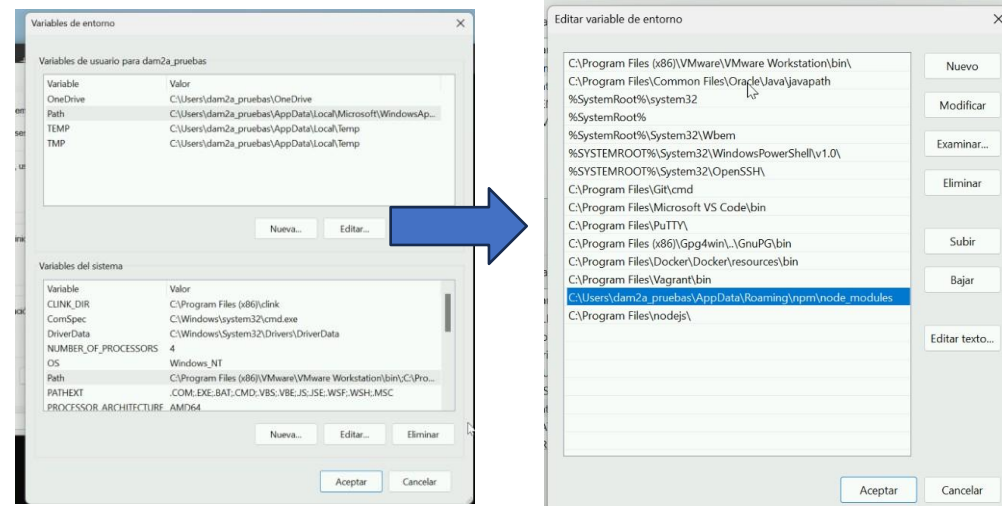 Variables de entorno
Variables de usuario para dam2a_pruebas
Variable Valor
OneDrive C:\Users\dam2a_pruebas\OneDrive
Path C:\Users\dam2a_pruebas\AppData\Local\Microsoft\WindowsAp...
TEMP C:\Users\dam2a_pruebas\AppData\Local\Temp
TMP C:\Users\dam2a_pruebas\AppData\Local\Temp
Nueva... Editar...
Variables del sistema
Variable Valor
CLINK_DIR C:\Program Files (x86)\clink
ComSpec C:\Windows\system32\cmd.exe
DriverData C:\Windows\System32\Drivers\DriverData
NUMBER_OF_PROCESSORS 4
OS Windows_NT
Path C:\Program Files (x86)\VMware\VMware Workstation\bin\;C:\Pro...
PATHEXT .COM;.EXE;.BAT;.CMD;.VBS;.VBE;.JS;.JSE;.WSF;.WSH;.MSC
PROCESSOR_ARCHITECTURE AMD64
Nueva... Editar... Eliminar
Aceptar Cancelar
Editar variable de entorno
C:\Program Files (x86)\VMware\VMware Workstation\bin\
C:\Program Files\Common Files\Oracle\Java\javapath
%SystemRoot%\system32
%SystemRoot%
%SystemRoot%\System32\Wbem
%SYSTEMROOT%\System32\WindowsPowerShell\v1.0\
%SYSTEMROOT%\System32\OpenSSH\
C:\Program Files\Git\cmd
C:\Program Files\Microsoft VS Code\bin
C:\Program Files\PuTTY\
C:\Program Files (x86)\Gpg4win\..\GnuPG\bin
C:\Program Files\Docker\Docker\resources\bin
C:\Program Files\Vagrant\bin
C:\Users\dam2a_pruebas\AppData\Roaming\npm\node_modules
C:\Program Files\nodejs\
Nuevo
Modificar
Examinar...
Eliminar
Subir
Bajar
Editar texto...
Aceptar Cancelar